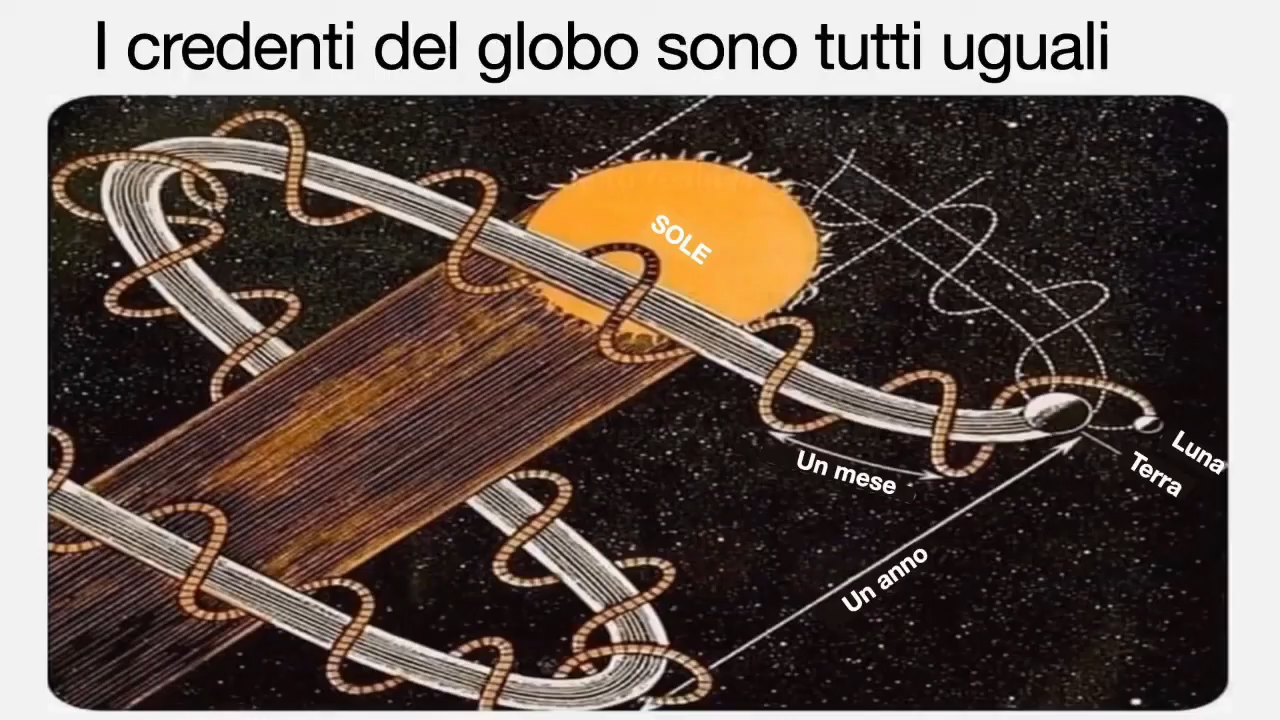 I credenti del globo sono tutti uguali
SOLE
Un mese
Luna
Terra
Un anno